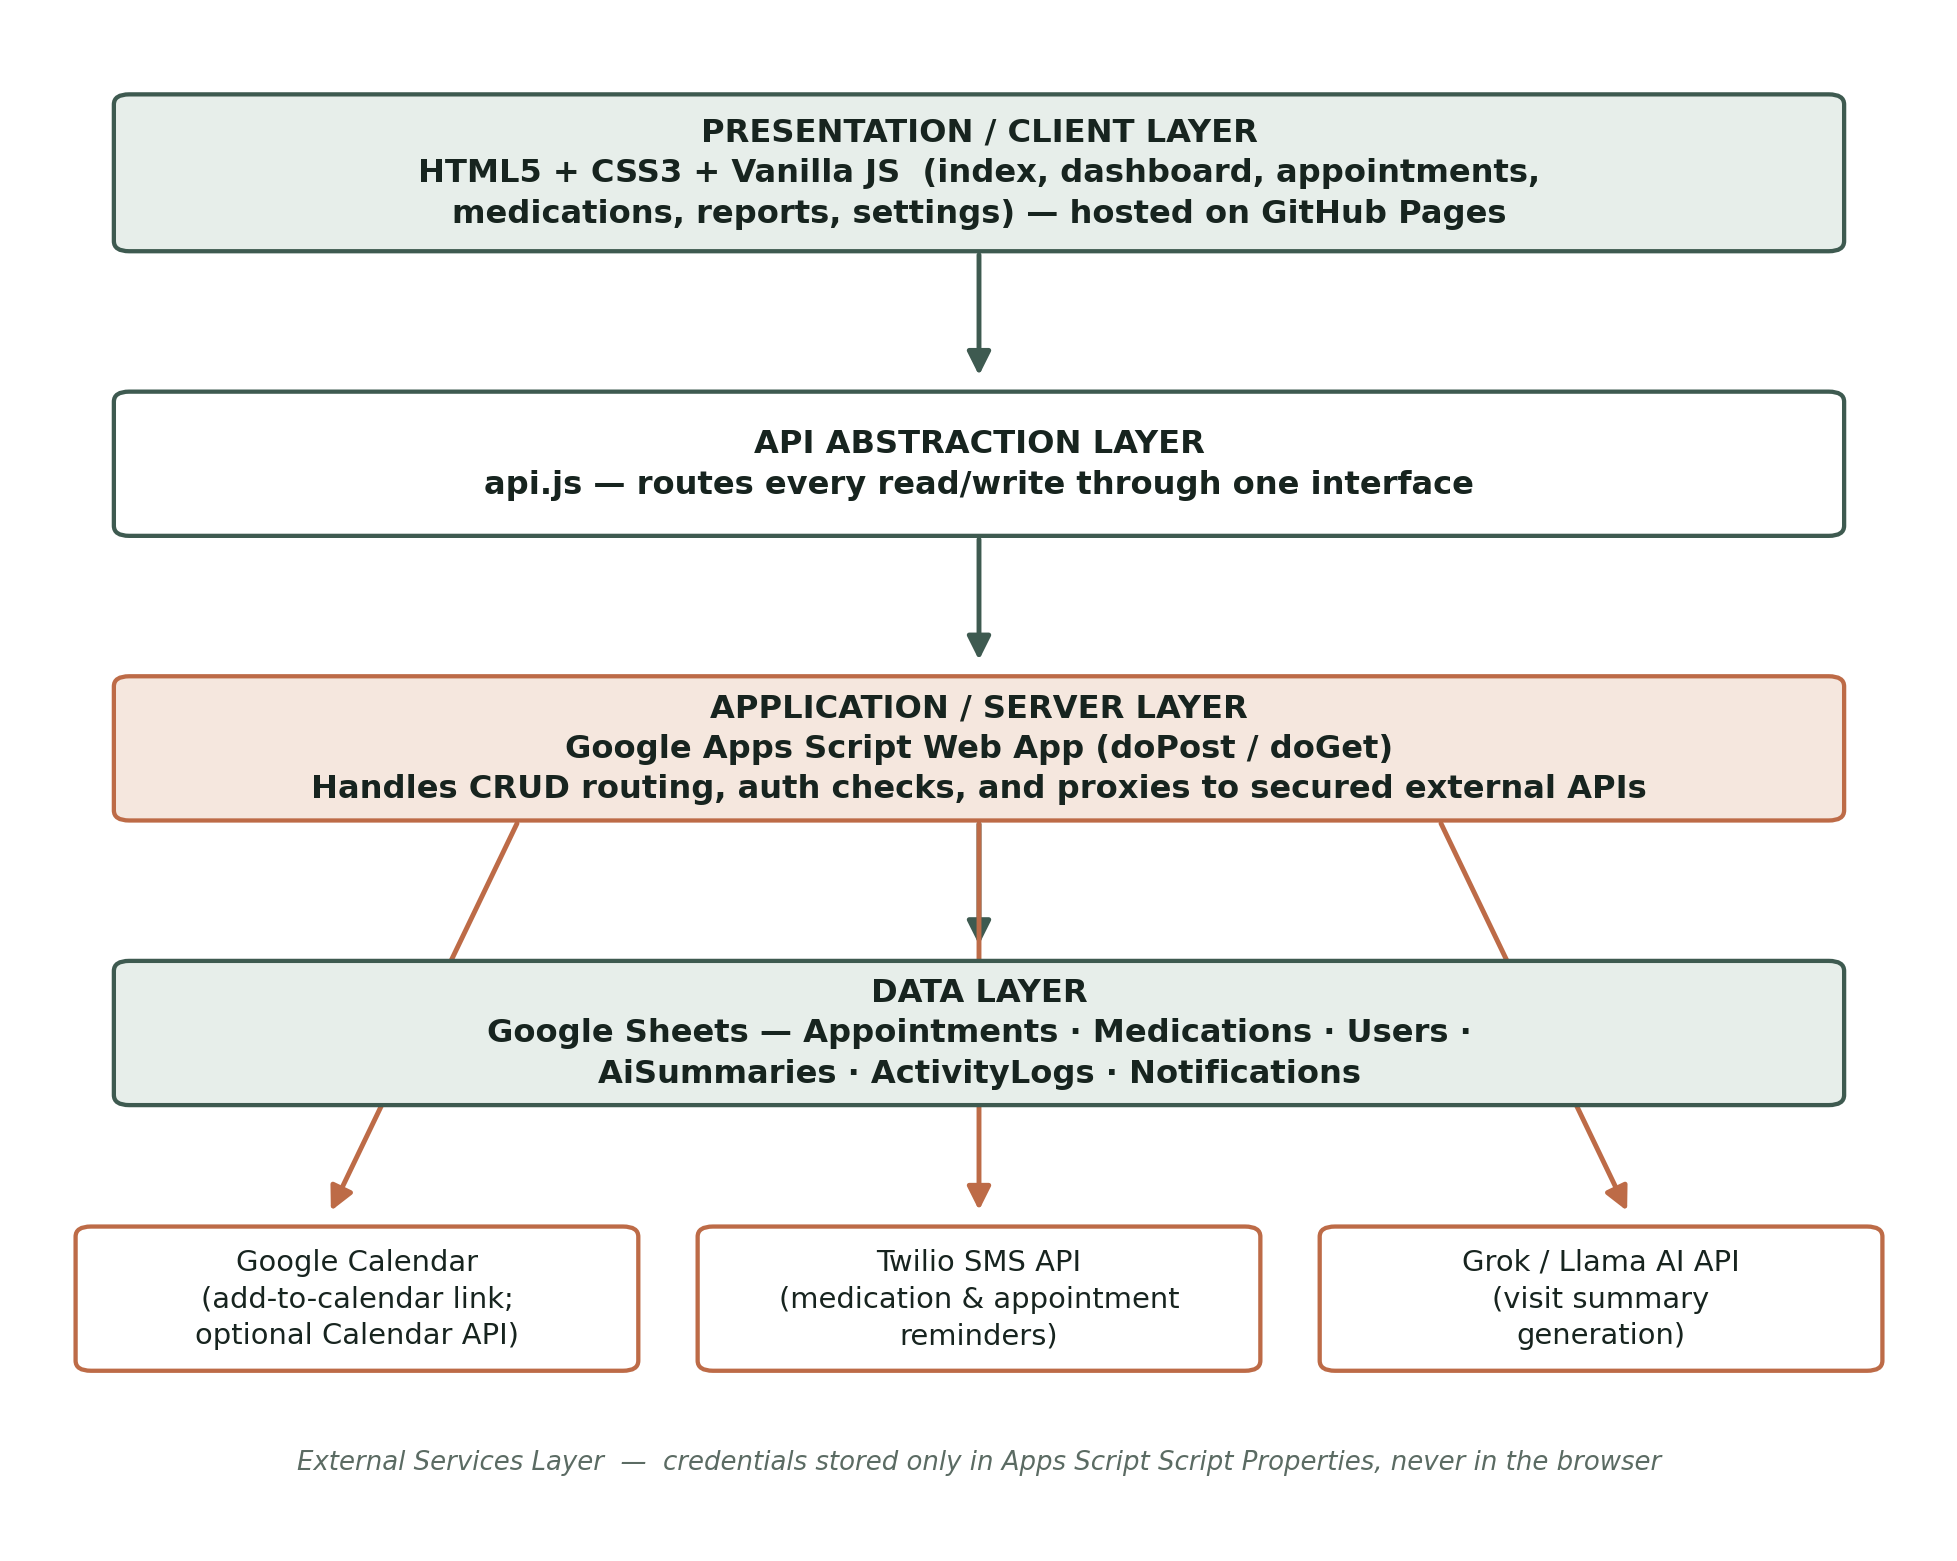 PRESENTATION / CLIENT LAYER
HTML5 + CSS3 + Vanilla JS  (index, dashboard, appointments,
medications, reports, settings) — hosted on GitHub Pages
API ABSTRACTION LAYER
api.js — routes every read/write through one interface
APPLICATION / SERVER LAYER
Google Apps Script Web App (doPost / doGet)
Handles CRUD routing, auth checks, and proxies to secured external APIs
DATA LAYER
Google Sheets — Appointments · Medications · Users ·
AiSummaries · ActivityLogs · Notifications
Google Calendar
(add-to-calendar link;
optional Calendar API)
Twilio SMS API
(medication & appointment
reminders)
Grok / Llama AI API
(visit summary
generation)
External Services Layer  —  credentials stored only in Apps Script Script Properties, never in the browser